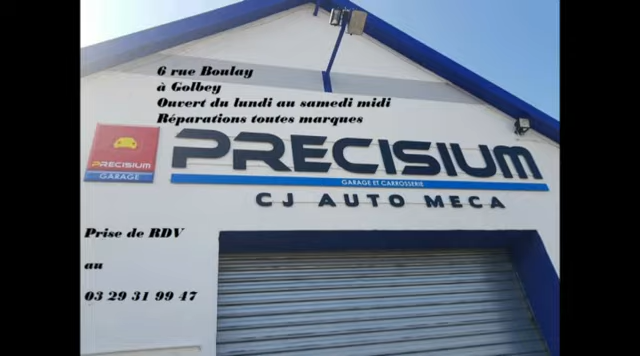 6 rue Boulay
à Golbey
Ouvert du lundi au samedi midi
Réparations toutes marques
PRECISIUM
GARAGE
PRECISIUM
GARAGE ET CARROSSERIE
CJ AUTO MECA
Prise de RDV
au
03 29 31 99 47